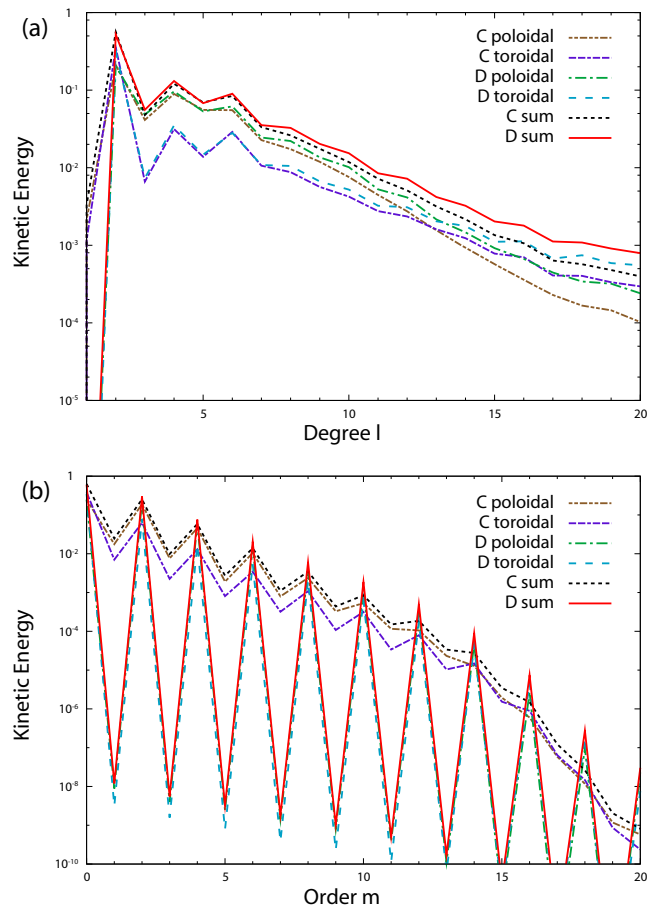 (a)
C poloidal
C toroidal
D poloidal
D toroidal
C sum
D sum
Kinetic Energy
1
10-1
10-2
10-3
10-4
10-5
5 10 15 20
Degree l
(b)
C poloidal
C toroidal
D poloidal
D toroidal
C sum
D sum
Kinetic Energy
1
10-2
10-4
10-6
10-8
10-10
0 5 10 15 20
Order m